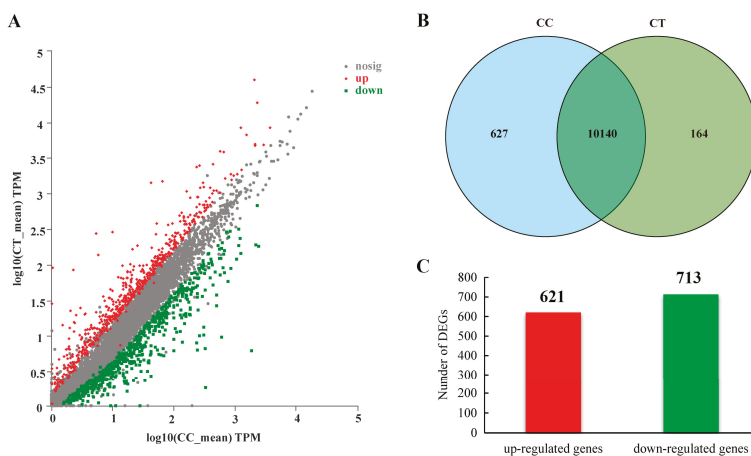 A
5
4.5
4
3.5
3
2.5
2
1.5
1
0.5
0
0
1
2
3
4
5
log10(CT_mean) TPM
log10(CC_mean) TPM
nosig
up
down
B
CC
CT
627
10140
164
C
800
700
600
500
400
300
200
100
0
Nunder of DEGs
621
713
up-regulated genes
down-regulated genes